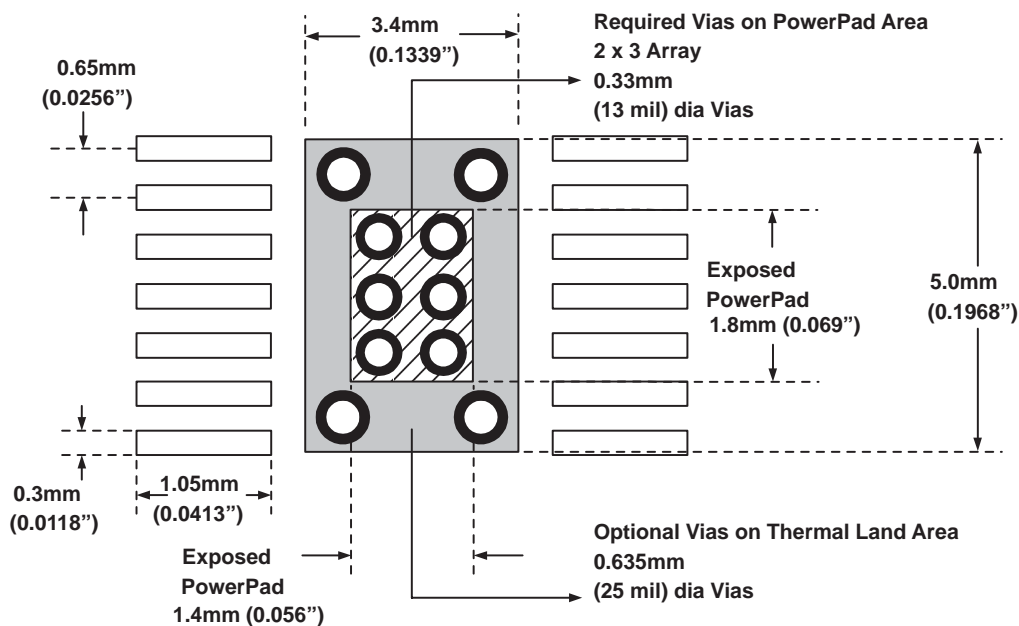 3.4mm
(0.1339”)
Required Vias on PowerPad Area
2 x 3 Array
0.33mm
(13 mil) dia Vias
0.65mm
(0.0256”)
Exposed
PowerPad
1.8mm (0.069”)
5.0mm
(0.1968”)
0.3mm
(0.0118”)
1.05mm
(0.0413”)
Exposed
PowerPad
1.4mm (0.056”)
Optional Vias on Thermal Land Area
0.635mm
(25 mil) dia Vias